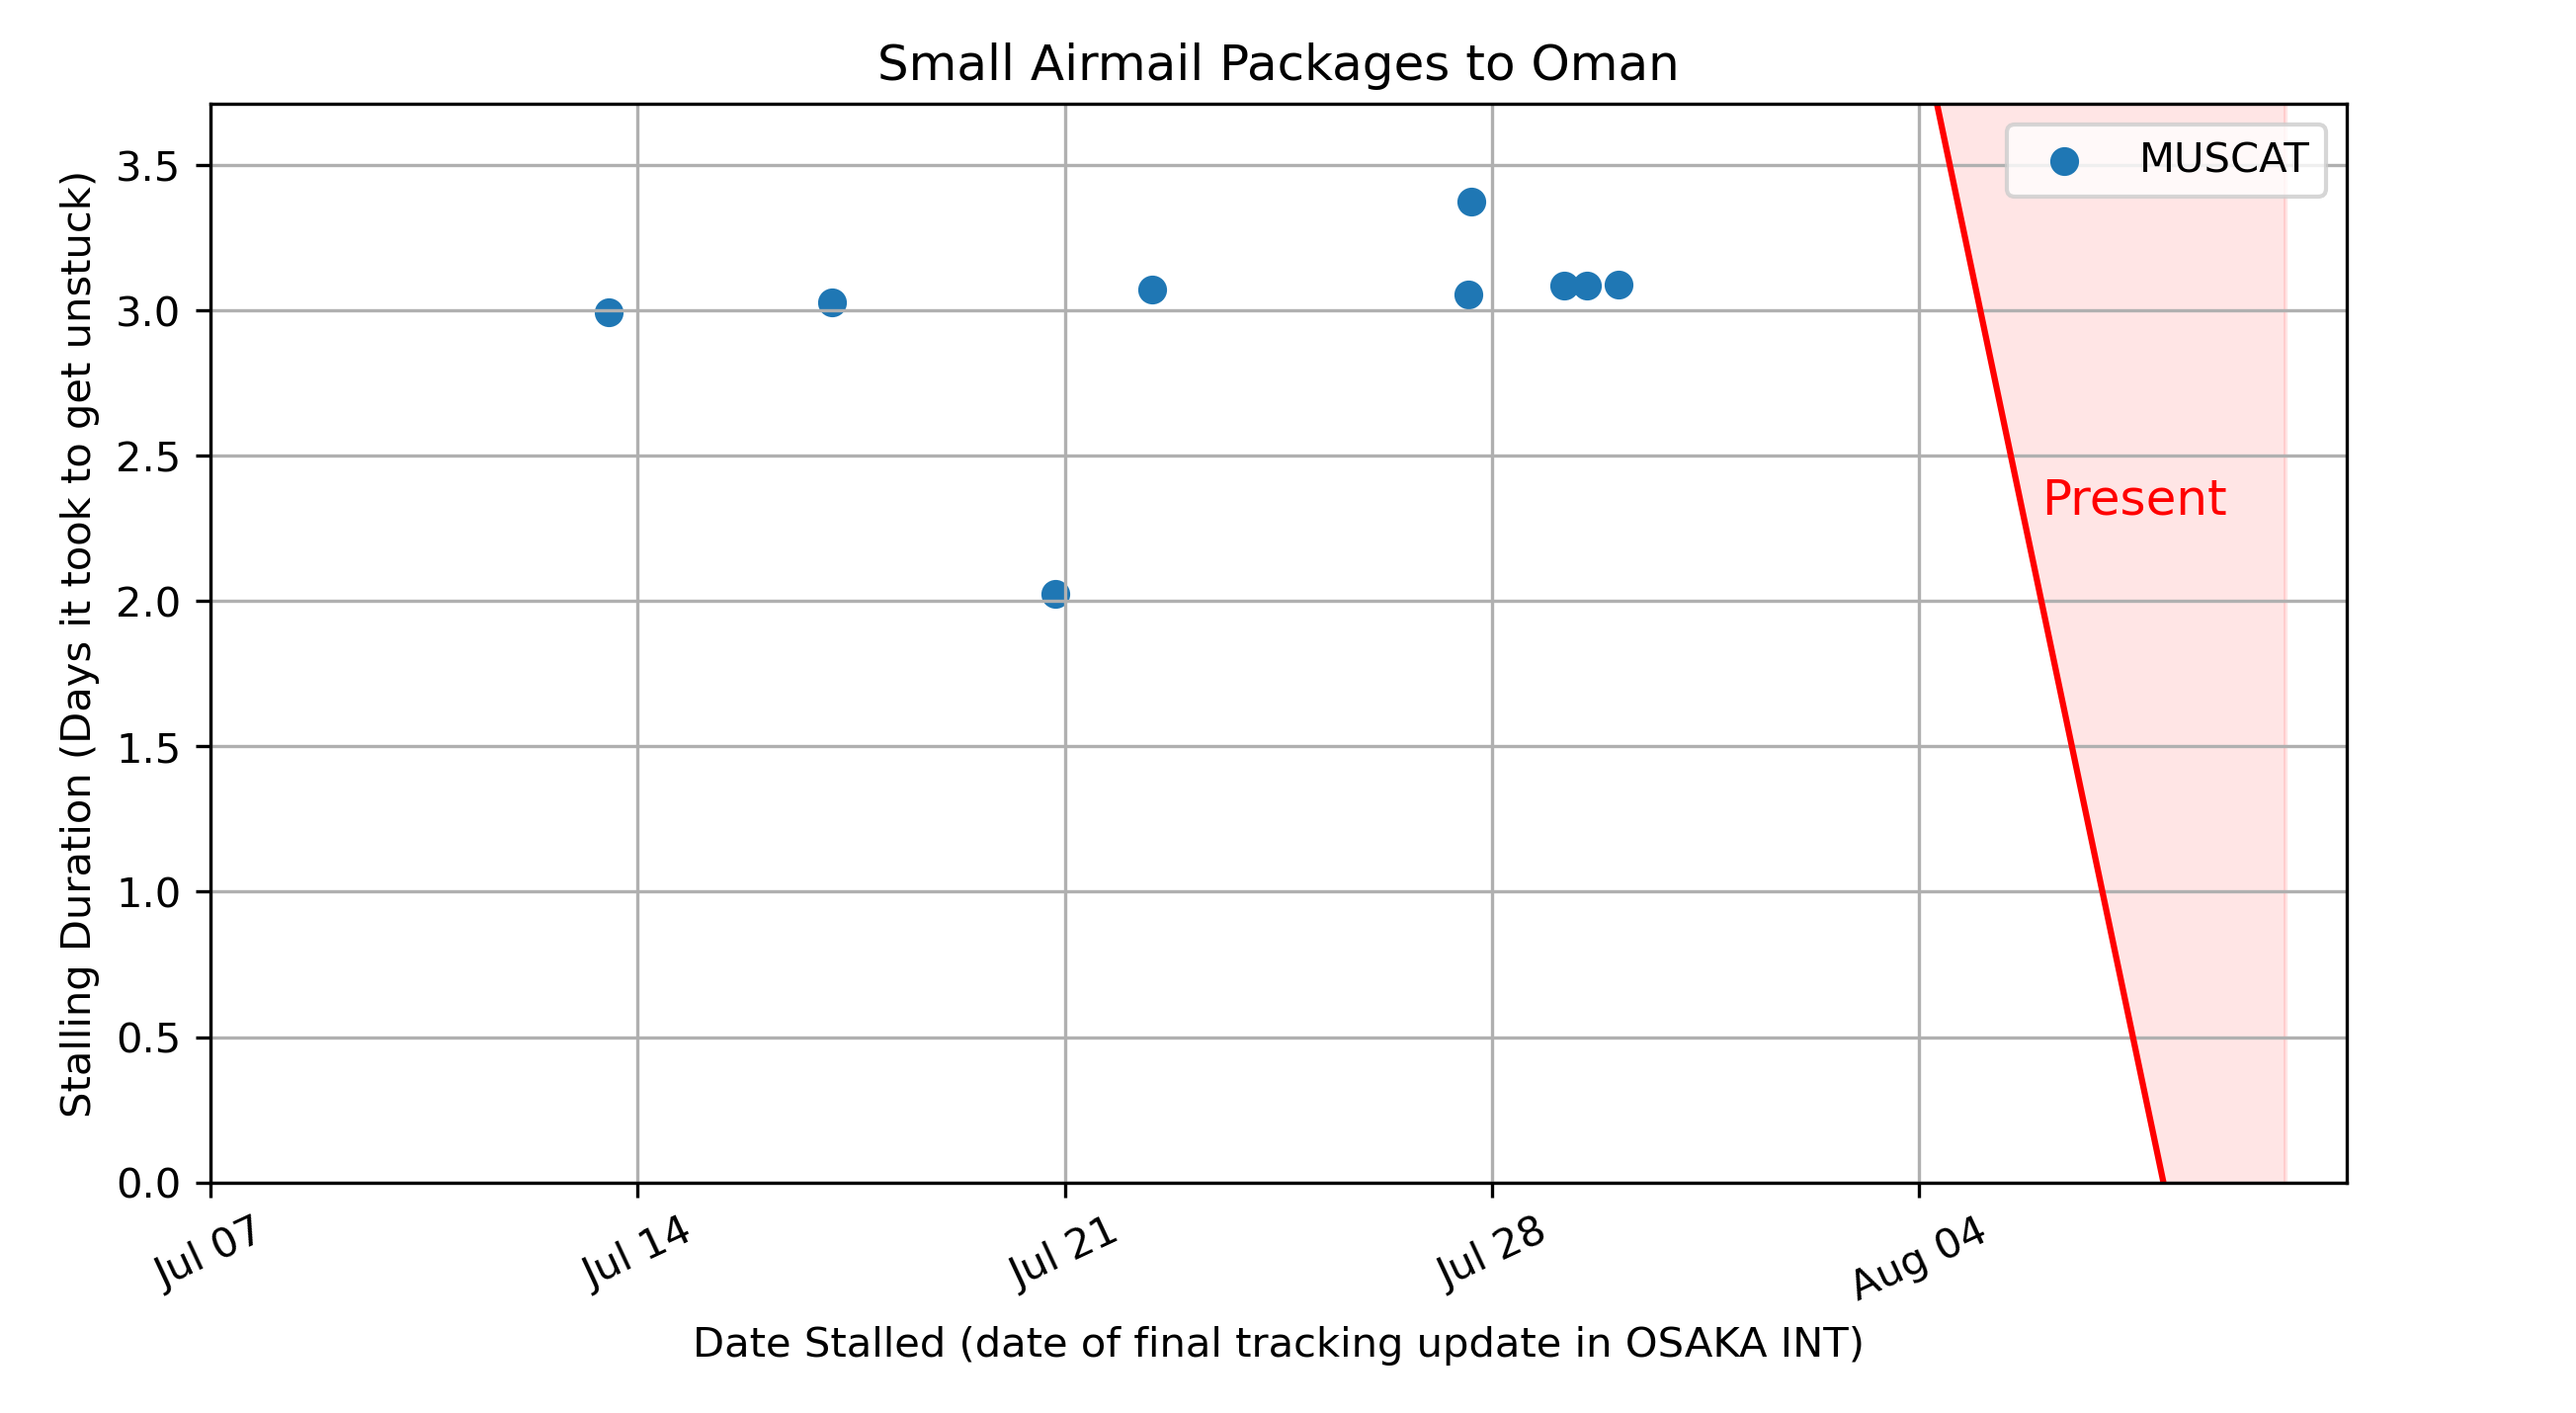 Small Airmail Packages to Oman
MUSCAT
Present
Stalling Duration (Days it took to get unstuck)
3.5
3.0
2.5
2.0
1.5
1.0
0.5
0.0
Jul 07
Jul 14
Jul 21
Jul 28
Aug 04
Date Stalled (date of final tracking update in OSAKA INT)